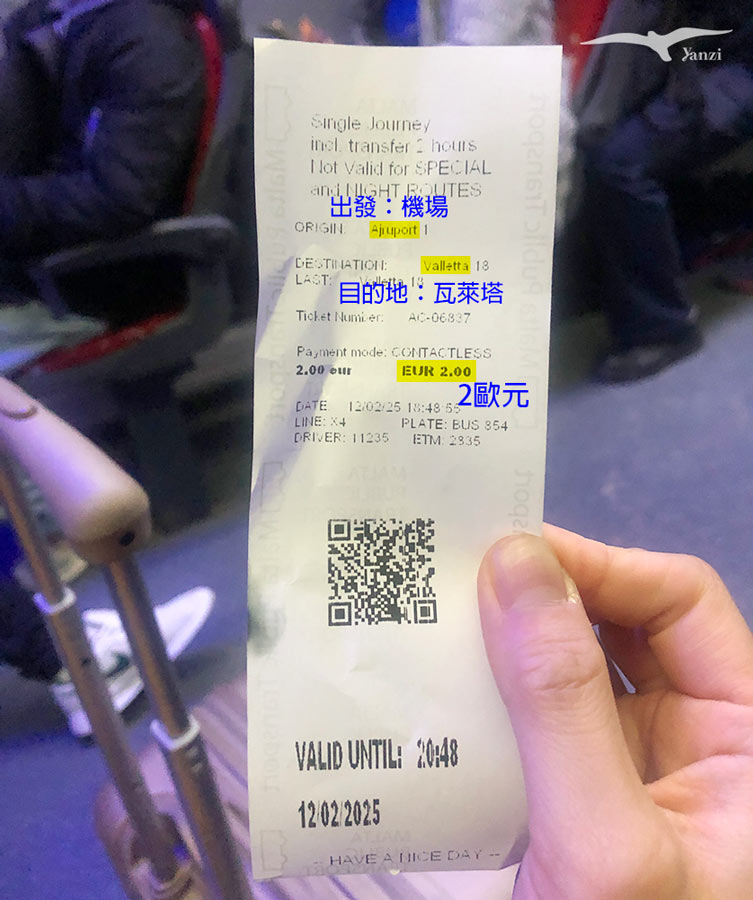 Yanzi
Single Journey
incl. transfer 2 hours
Not Valid for SPECIAL
and NIGHT ROUTES
出發：機場
ORIGIN: Ajruport 1
DESTINATION: Valletta 18
LAST: Valletta 18
目的地：瓦萊塔
Ticket Number: AC-06837
Payment mode: CONTACTLESS
2.00 eur EUR 2.00
2歐元
DATE: 12/02/25 18:48:55
LINE: X4 PLATE: BUS 854
DRIVER: 11235 ETM: 2835
VALID UNTIL: 20:48
12/02/2025
-- HAVE A NICE DAY --